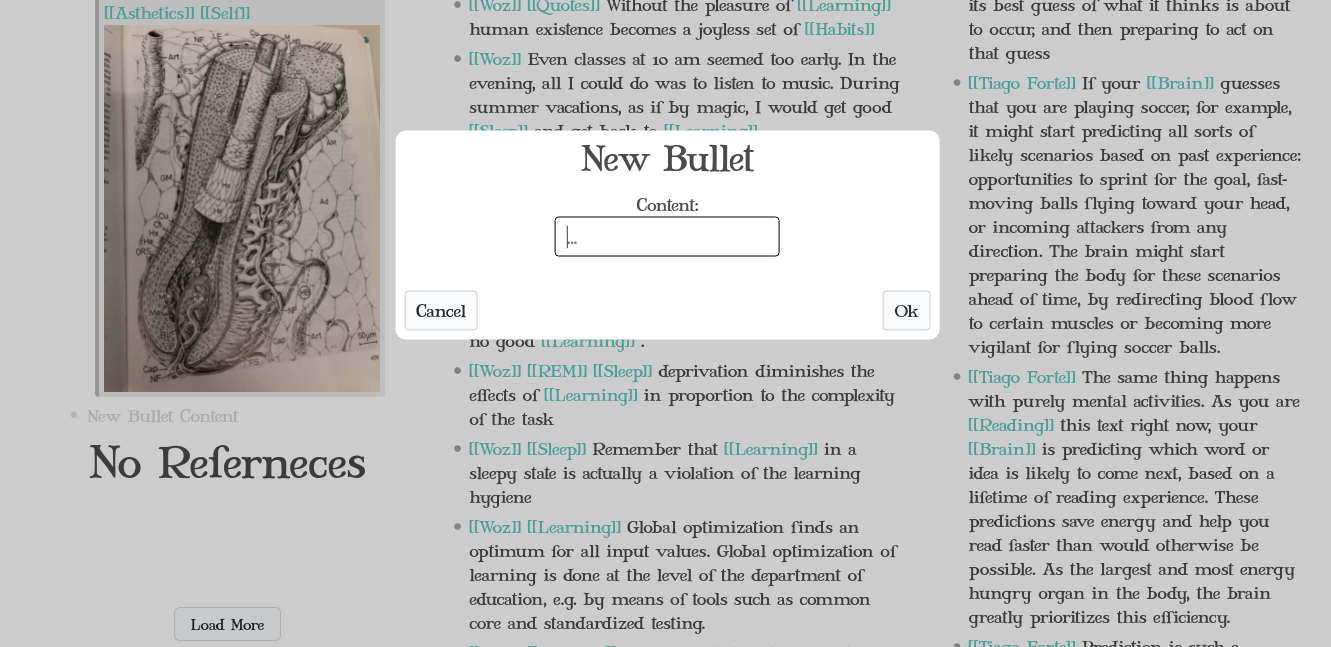 [[Asthetics]] [[Self]]
New Bullet Content
No Referneces
Load More
[[Woz]] [[Quotes]] Without the pleasure of [[Learning]]
human existence becomes a joyless set of [[Habits]]
[[Woz]] Even classes at 10 am seemed too early. In the
evening, all I could do was to listen to music. During
summer vacations, as if by magic, I would get good
[[Sleep]] and get back to [[Learning]]
New Bullet
Content:
...
Cancel
Ok
no good [[Learning]] .
[[Woz]] [[REM]] [[Sleep]] deprivation diminishes the
effects of [[Learning]] in proportion to the complexity
of the task
[[Woz]] [[Sleep]] Remember that [[Learning]] in a
sleepy state is actually a violation of the learning
hygiene
[[Woz]] [[Learning]] Global optimization finds an
optimum for all input values. Global optimization of
learning is done at the level of the department of
education, e.g. by means of tools such as common
core and standardized testing.
its best guess of what it thinks is about
to occur, and then preparing to act on
that guess
[[Tiago Forte]] If your [[Brain]] guesses
that you are playing soccer, for example,
it might start predicting all sorts of
likely scenarios based on past experience:
opportunities to sprint for the goal, fast-
moving balls flying toward your head,
or incoming attackers from any
direction. The brain might start
preparing the body for these scenarios
ahead of time, by redirecting blood flow
to certain muscles or becoming more
vigilant for flying soccer balls.
[[Tiago Forte]] The same thing happens
with purely mental activities. As you are
[[Reading]] this text right now, your
[[Brain]] is predicting which word or
idea is likely to come next, based on a
lifetime of reading experience. These
predictions save energy and help you
read faster than would otherwise be
possible. As the largest and most energy
hungry organ in the body, the brain
greatly prioritizes this efficiency.
[[Tiago Forte]] Prediction is such a